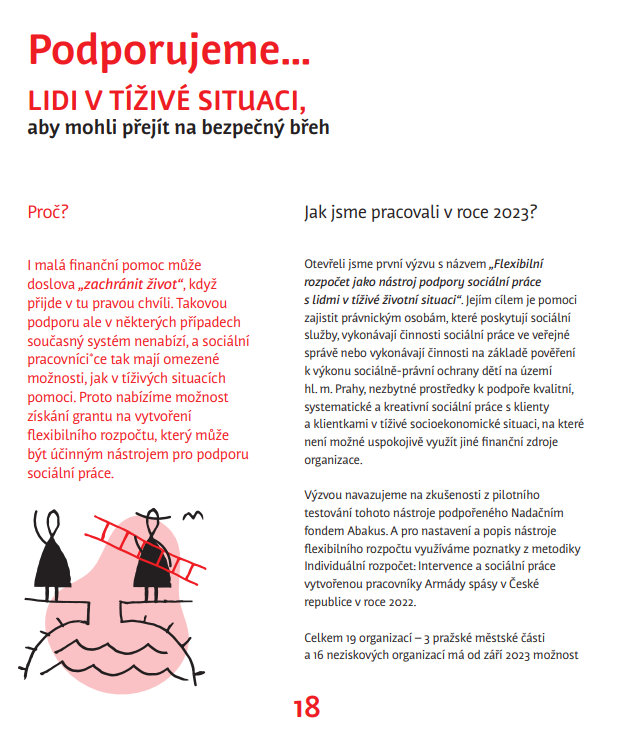 Podporujeme...
LIDI V TÍŽIVÉ SITUACI,
aby mohli přejít na bezpečný břeh
Proč?
I malá finanční pomoc může
doslova „zachránit život“, když
přijde v tu pravou chvíli. Takovou
podporu ale v některých případech
současný systém nenabízí, a sociální
pracovníci*ce tak mají omezené
možnosti, jak v tíživých situacích
pomoci. Proto nabízíme možnost
získání grantu na vytvoření
flexibilního rozpočtu, který může
být účinným nástrojem pro podporu
sociální práce.
Jak jsme pracovali v roce 2023?
Otevřeli jsme první výzvu s názvem „Flexibilní
rozpočet jako nástroj podpory sociální práce
s lidmi v tíživé životní situaci“. Jejím cílem je pomoci
zajistit právnickým osobám, které poskytují sociální
služby, vykonávají činnosti sociální práce ve veřejné
správě nebo vykonávají činnosti na základě pověření
k výkonu sociálně-právní ochrany dětí na území
hl. m. Prahy, nezbytné prostředky k podpoře kvalitní,
systematické a kreativní sociální práce s klienty
a klientkami v tíživé socioekonomické situaci, na které
není možné uspokojivě využít jiné finanční zdroje
organizace.
Výzvou navazujeme na zkušenosti z pilotního
testování tohoto nástroje podpořeného Nadačním
fondem Abakus. A pro nastavení a popis nástroje
flexibilního rozpočtu využíváme poznatky z metodiky
Individuální rozpočet: Intervence a sociální práce
vytvořenou pracovníky Armády spásy v České
republice v roce 2022.
Celkem 19 organizací – 3 pražské městské části
a 16 neziskových organizací má od září 2023 možnost
18